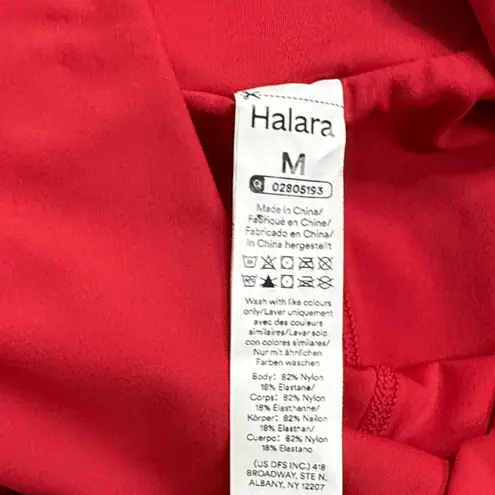 Halara
M
02805193
Made in China/
Fabriqué en Chine/
Fabricado en China/
In China hergestellt
Wash with like colours
only/Laver uniquement
avec des couleurs
similaires/Lavar solo
con colores similares/
Nur mit ähnlichen
Farben waschen
Body: 82% Nylon
18% Elastane/
Corps: 82% Nylon
18% Elasthanne/
Körper: 82% Nailon
18% Elasthan/
Cuerpo: 82% Nylon
18% Elastano
(US DFS INC.) 418
BROADWAY, STE N,
ALBANY, NY 12207